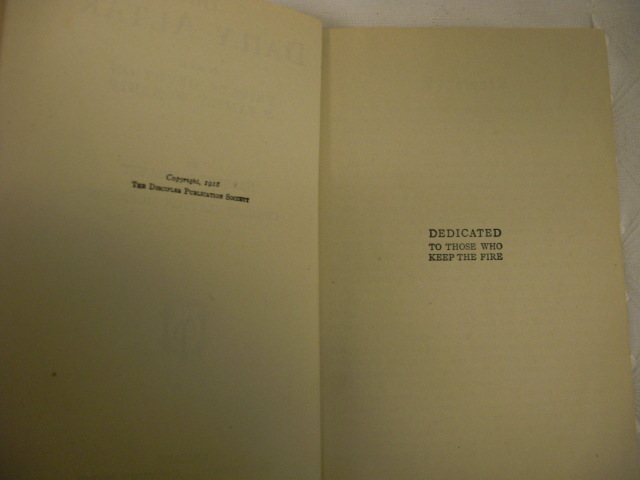 Copyright, 1918
THE DISCIPLES PUBLICATION SOCIETY
DEDICATED
TO THOSE WHO
KEEP THE FIRE